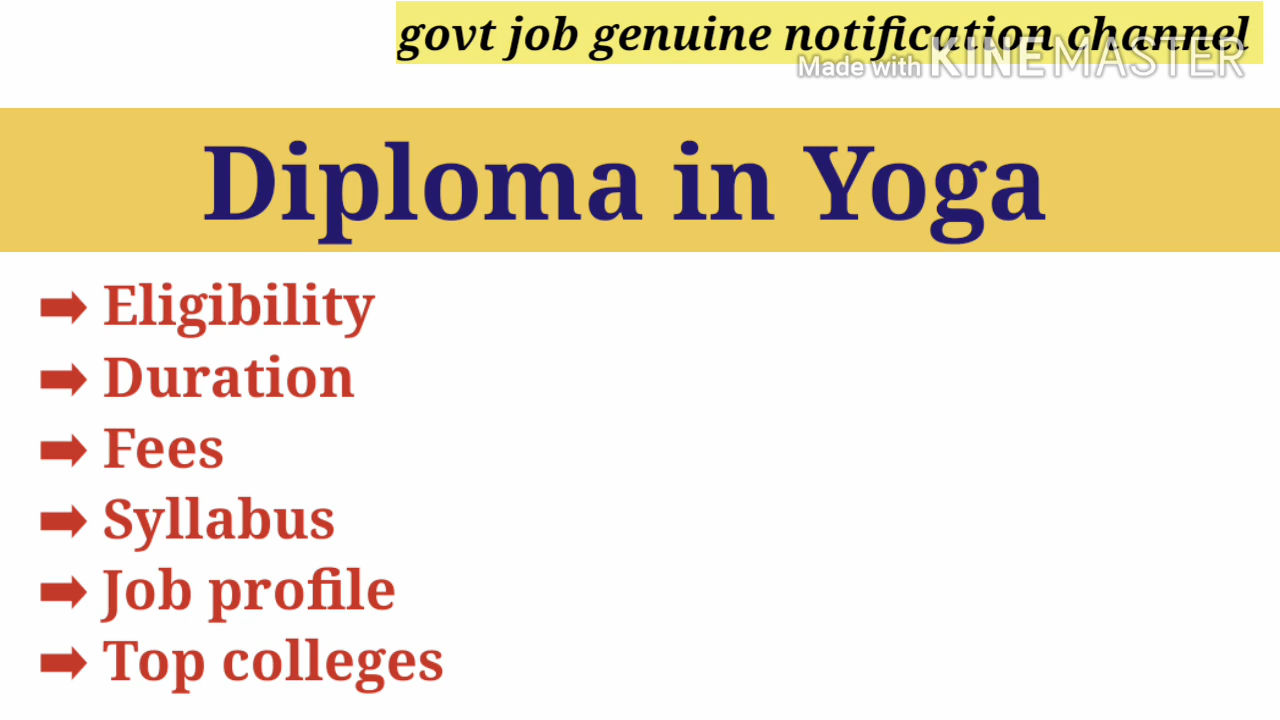 govt job genuine notification channel
Made with KINEMASTER
Diploma in Yoga
➡ Eligibility
➡ Duration
➡ Fees
➡ Syllabus
➡ Job profile
➡ Top colleges